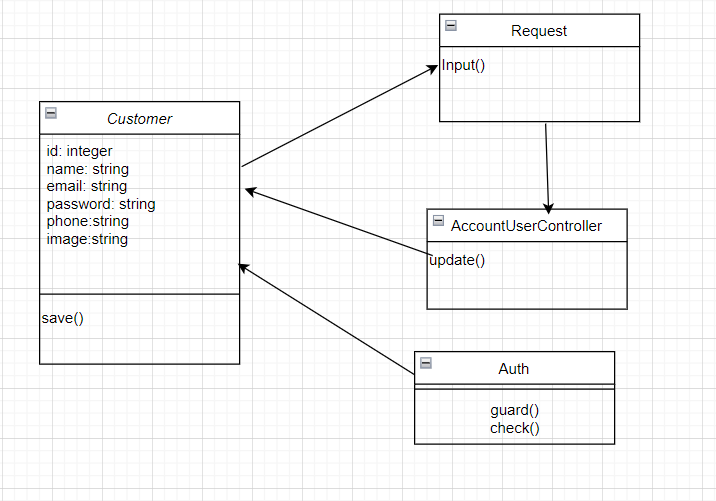 Customer
id: integer
name: string
email: string
password: string
phone:string
image:string
save()
Request
Input()
AccountUserController
update()
Auth
guard()
check()